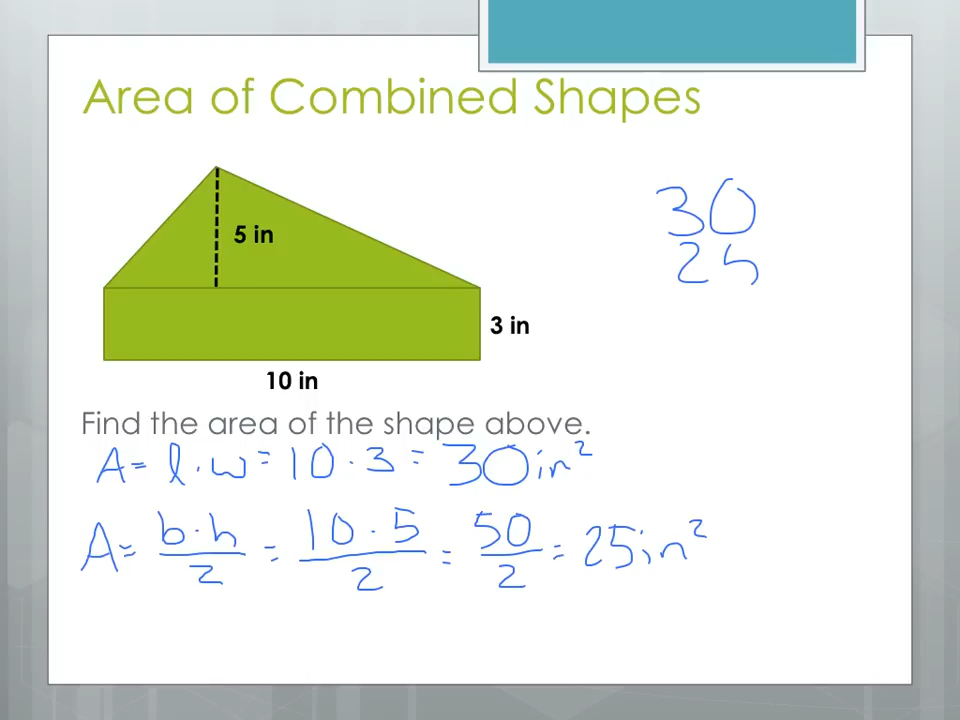 Area of Combined Shapes
30
25
5 in
3 in
10 in
Find the area of the shape above.
A = l · w = 10 · 3 = 30 in²
A = b · h / 2 = 10 · 5 / 2 = 50 / 2 = 25 in²